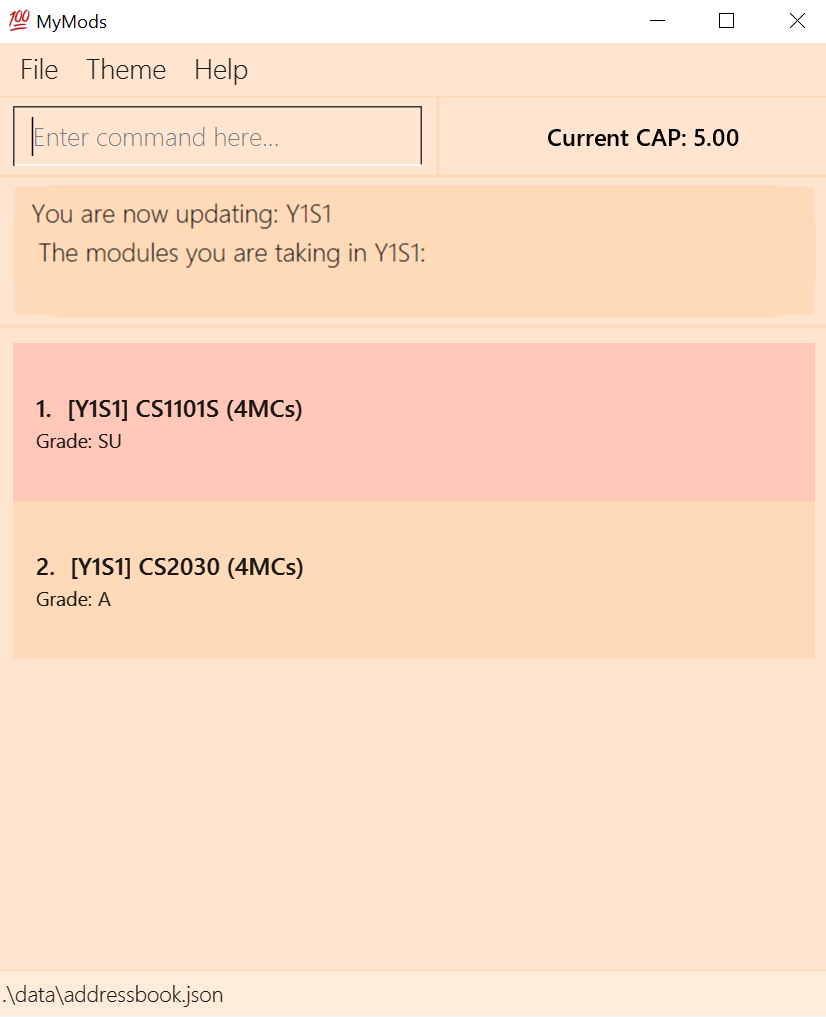 MyMods
File Theme Help
Enter command here...
Current CAP: 5.00
You are now updating: Y1S1
The modules you are taking in Y1S1:
1. [Y1S1] CS1101S (4MCs)
Grade: SU
2. [Y1S1] CS2030 (4MCs)
Grade: A
.\data\addressbook.json